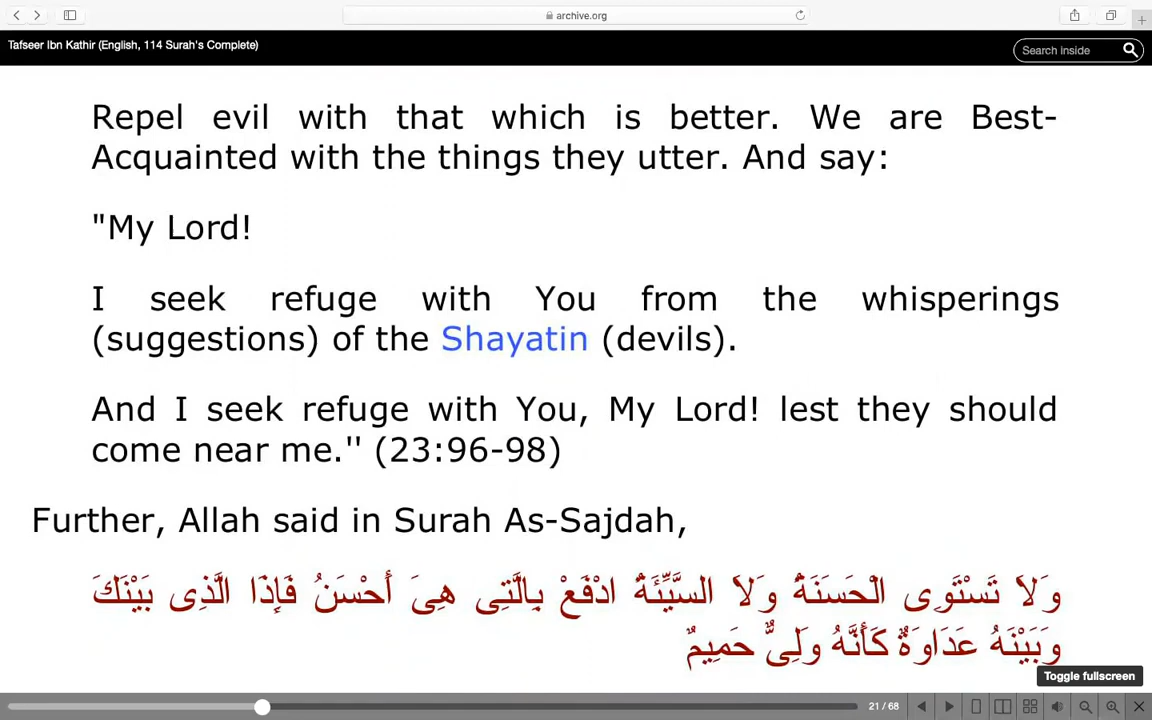 archive.org
Tafseer Ibn Kathir (English, 114 Surah's Complete)
Search inside
Repel evil with that which is better. We are Best-
Acquainted with the things they utter. And say:
"My Lord!
I seek refuge with You from the whisperings
(suggestions) of the Shayatin (devils).
And I seek refuge with You, My Lord! lest they should
come near me.'' (23:96-98)
Further, Allah said in Surah As-Sajdah,
وَلاَ تَسْتَوِى الْحَسَنَةُ وَلاَ السَّيِّئَةُ ادْفَعْ بِالَّتِى هِىَ أَحْسَنُ فَإِذَا الَّذِى بَيْنَكَ
وَبَيْنَهُ عَدَاوَةٌ كَأَنَّهُ وَلِىٌّ حَمِيمٌ
Toggle fullscreen
21 / 68